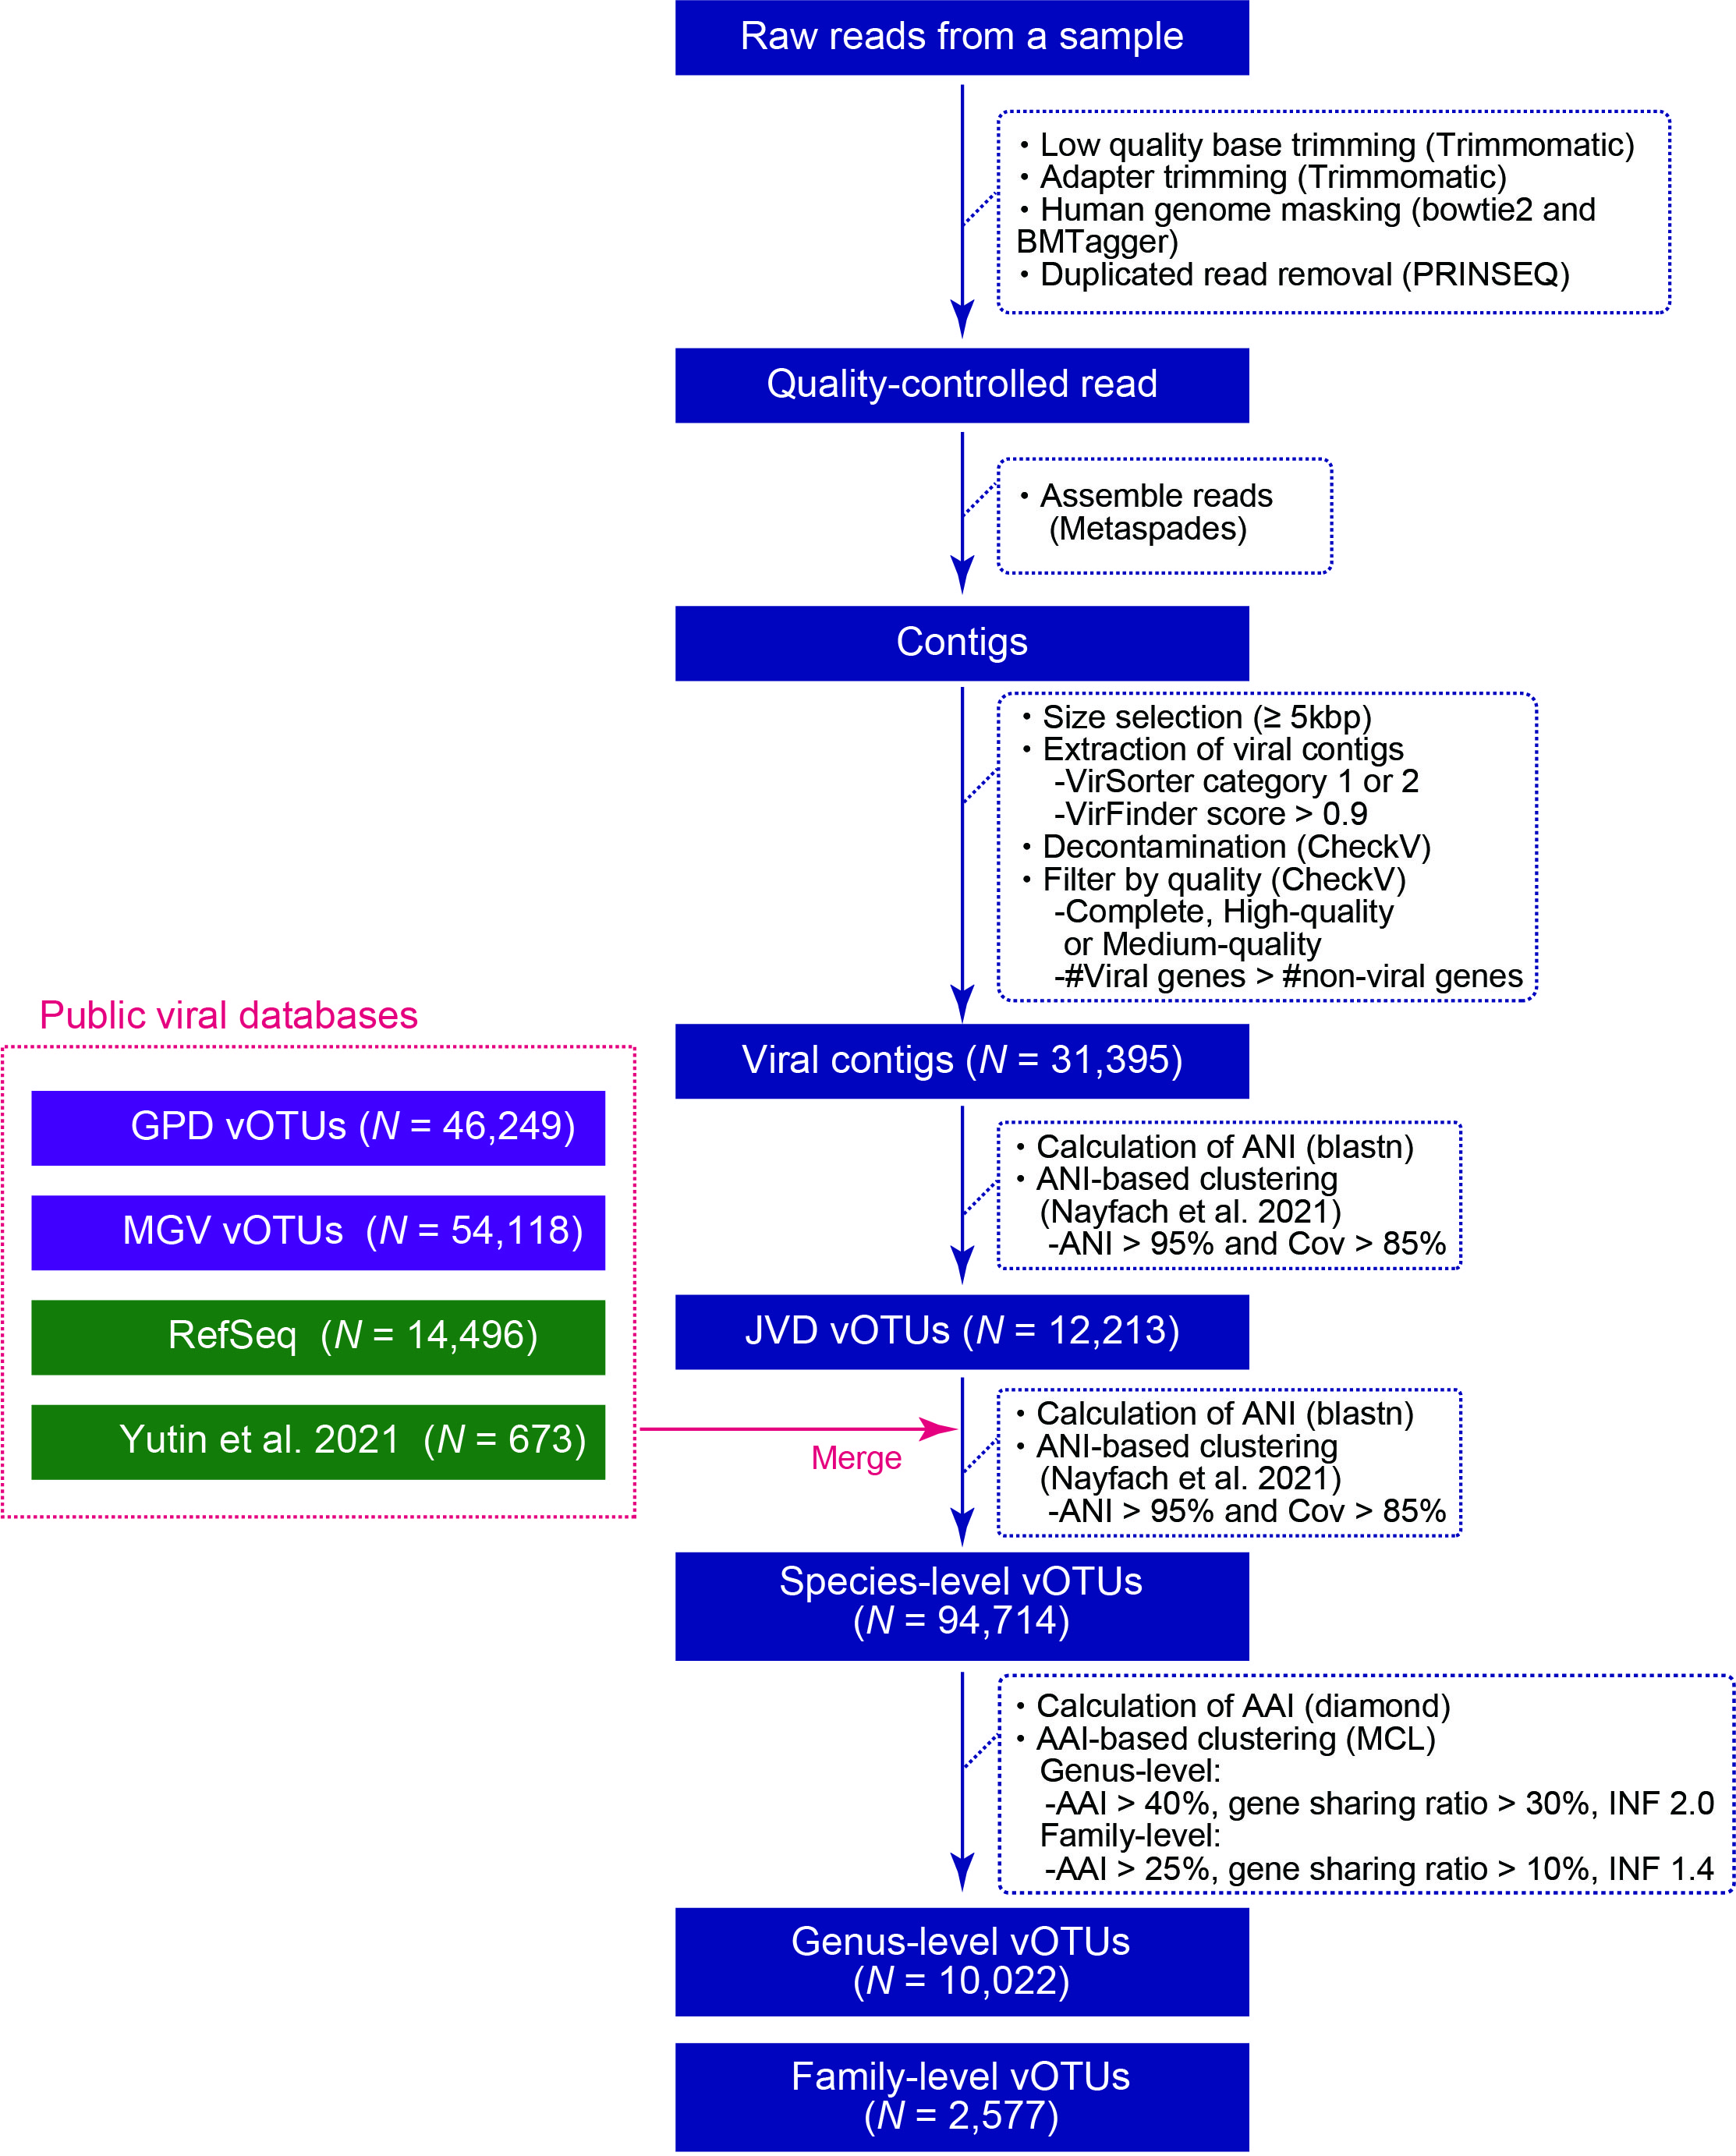 Raw reads from a sample
・Low quality base trimming (Trimmomatic)
・Adapter trimming (Trimmomatic)
・Human genome masking (bowtie2 and
BMTagger)
・Duplicated read removal (PRINSEQ)
Quality-controlled read
・Assemble reads
(Metaspades)
Contigs
・Size selection (≥ 5kbp)
・Extraction of viral contigs
-VirSorter category 1 or 2
-VirFinder score > 0.9
・Decontamination (CheckV)
・Filter by quality (CheckV)
-Complete, High-quality
or Medium-quality
-#Viral genes > #non-viral genes
Public viral databases
GPD vOTUs (N = 46,249)
MGV vOTUs (N = 54,118)
RefSeq (N = 14,496)
Yutin et al. 2021 (N = 673)
Viral contigs (N = 31,395)
・Calculation of ANI (blastn)
・ANI-based clustering
(Nayfach et al. 2021)
-ANI > 95% and Cov > 85%
JVD vOTUs (N = 12,213)
Merge
・Calculation of ANI (blastn)
・ANI-based clustering
(Nayfach et al. 2021)
-ANI > 95% and Cov > 85%
Species-level vOTUs
(N = 94,714)
・Calculation of AAI (diamond)
・AAI-based clustering (MCL)
Genus-level:
-AAI > 40%, gene sharing ratio > 30%, INF 2.0
Family-level:
-AAI > 25%, gene sharing ratio > 10%, INF 1.4
Genus-level vOTUs
(N = 10,022)
Family-level vOTUs
(N = 2,577)